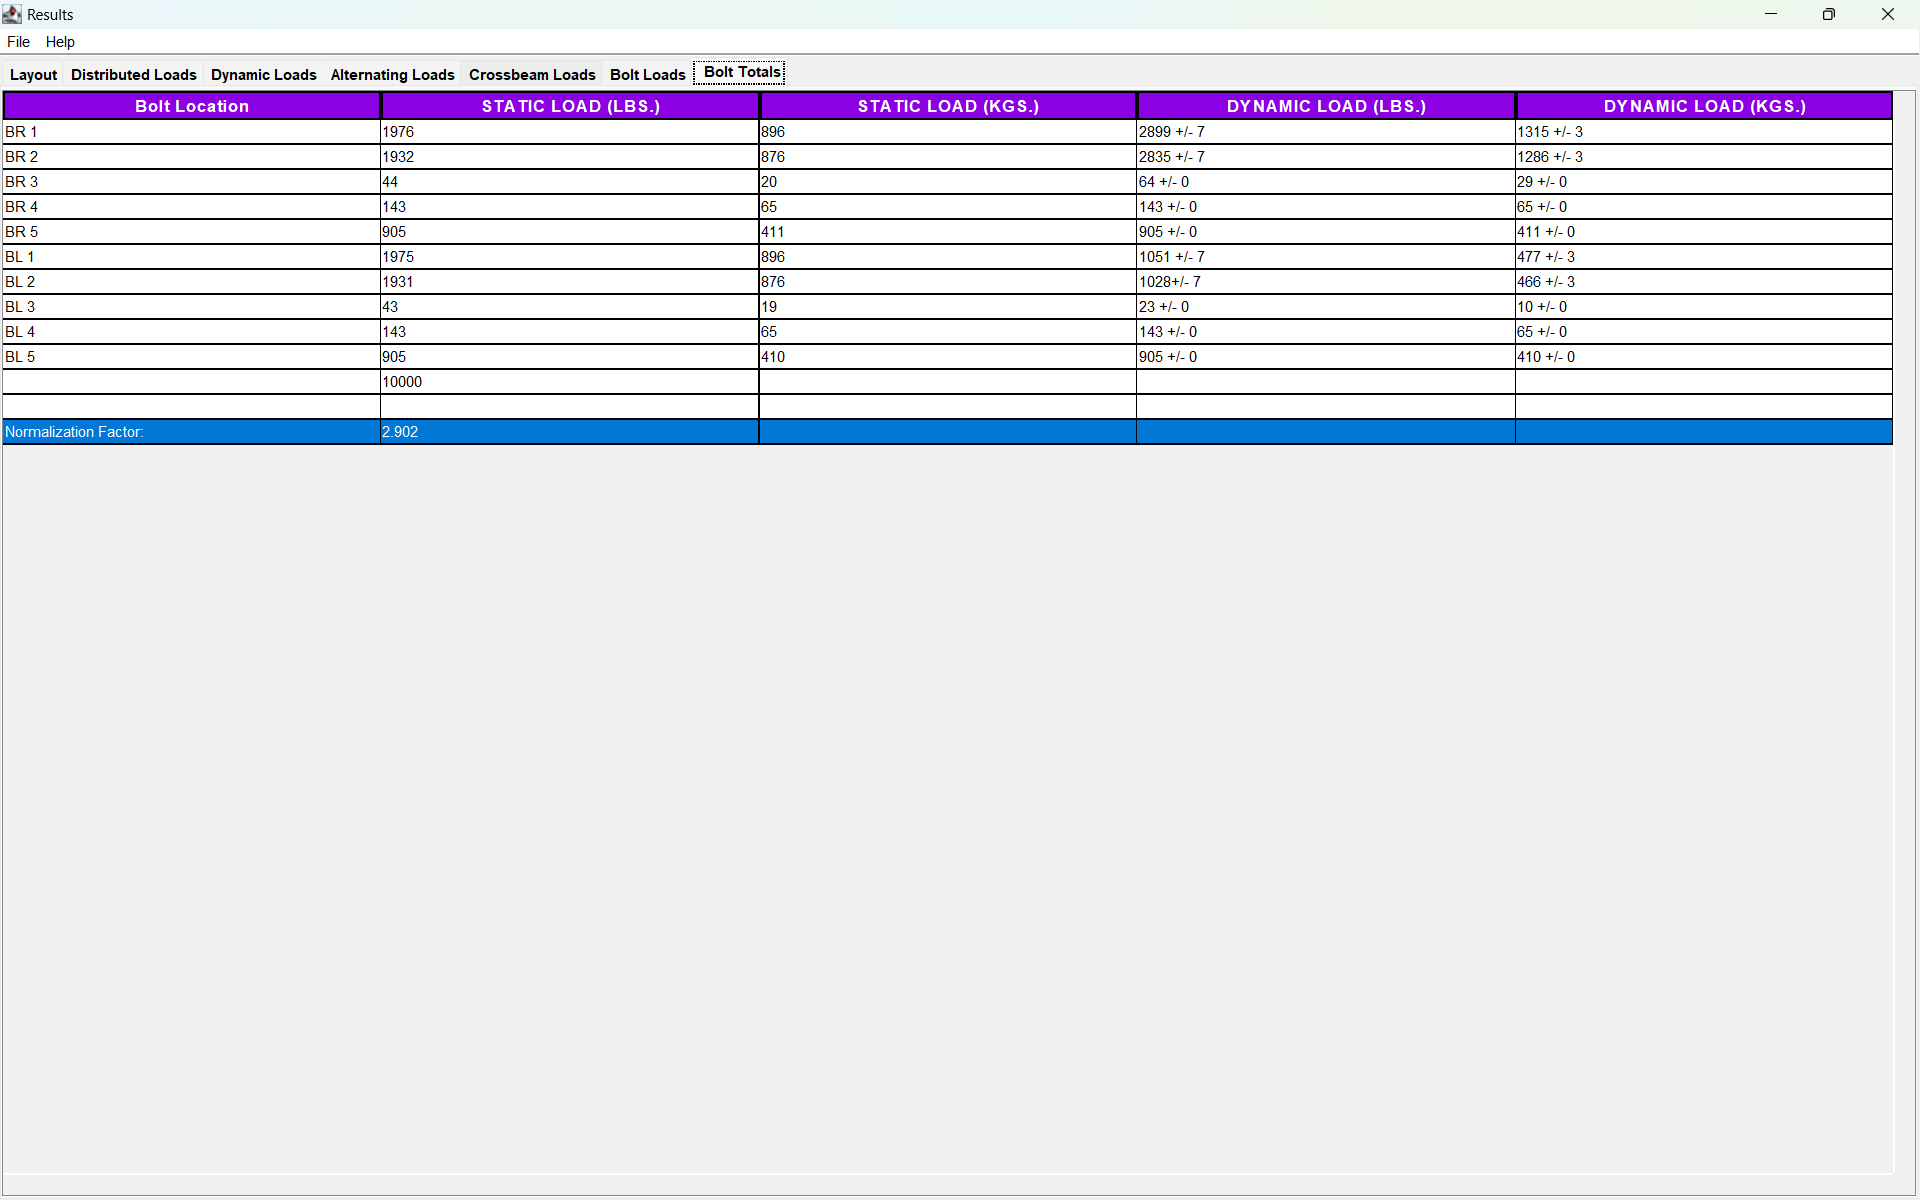 Results
File Help
Layout Distributed Loads Dynamic Loads Alternating Loads Crossbeam Loads Bolt Loads Bolt Totals
Bolt Location STATIC LOAD (LBS.) STATIC LOAD (KGS.) DYNAMIC LOAD (LBS.) DYNAMIC LOAD (KGS.)
BR 1 1976 896 2899 +/- 7 1315 +/- 3
BR 2 1932 876 2835 +/- 7 1286 +/- 3
BR 3 44 20 64 +/- 0 29 +/- 0
BR 4 143 65 143 +/- 0 65 +/- 0
BR 5 905 411 905 +/- 0 411 +/- 0
BL 1 1975 896 1051 +/- 7 477 +/- 3
BL 2 1931 876 1028+/- 7 466 +/- 3
BL 3 43 19 23 +/- 0 10 +/- 0
BL 4 143 65 143 +/- 0 65 +/- 0
BL 5 905 410 905 +/- 0 410 +/- 0
10000
Normalization Factor: 2.902